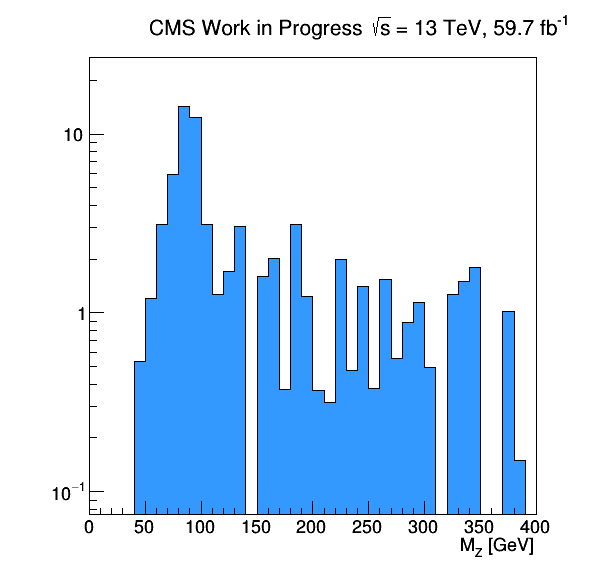 CMS Work in Progress √s = 13 TeV, 59.7 fb⁻¹
10
1
10⁻¹
0 50 100 150 200 250 300 350 400
M_Z [GeV]